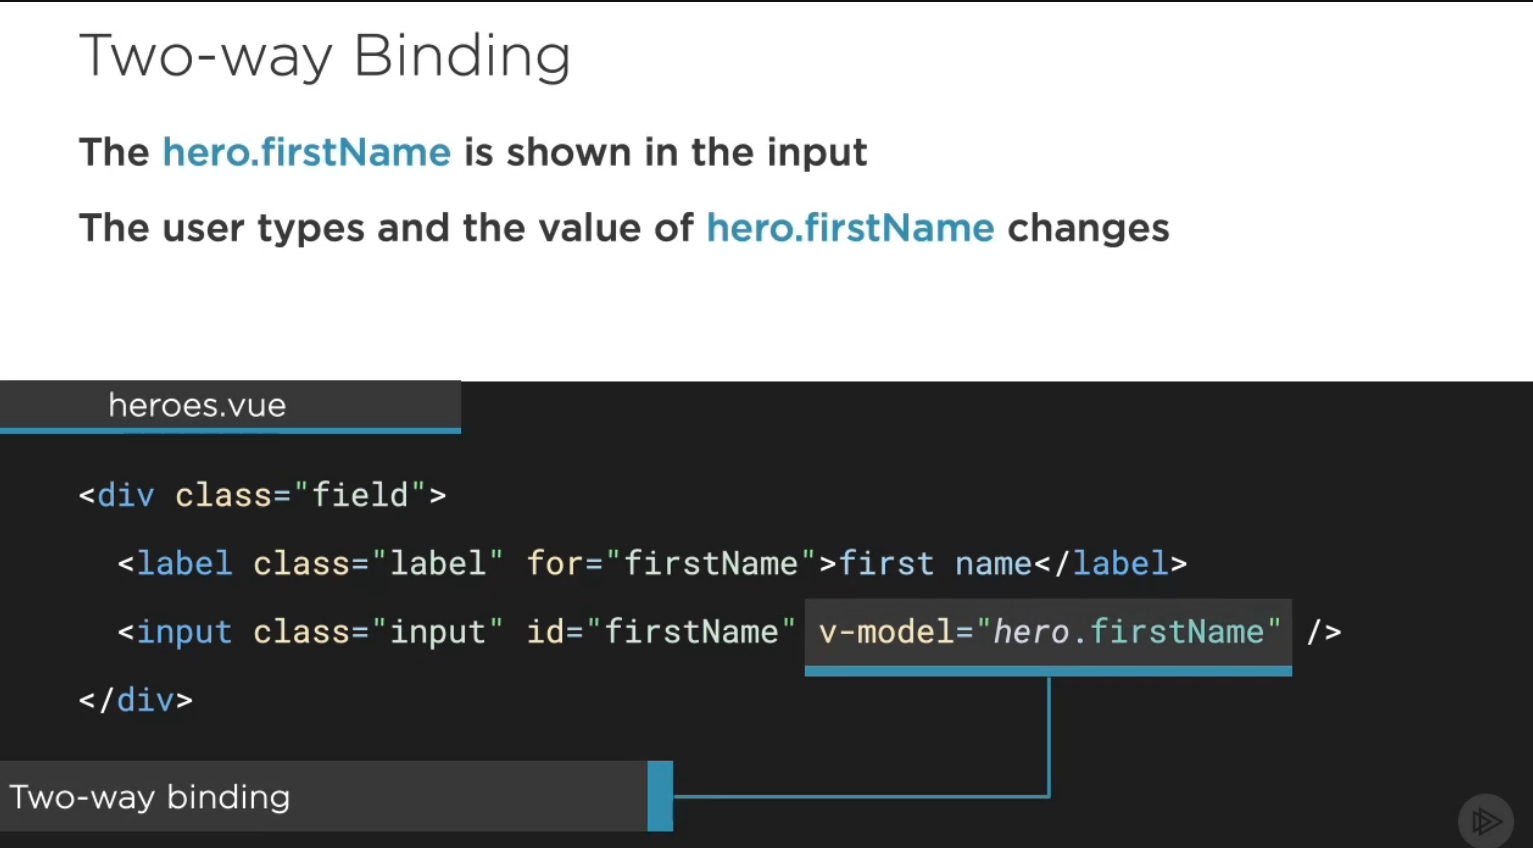 Two-way Binding
The hero.firstName is shown in the input
The user types and the value of hero.firstName changes
heroes.vue
<div class="field">
<label class="label" for="firstName">first name</label>
<input class="input" id="firstName" v-model="hero.firstName" />
</div>
Two-way binding